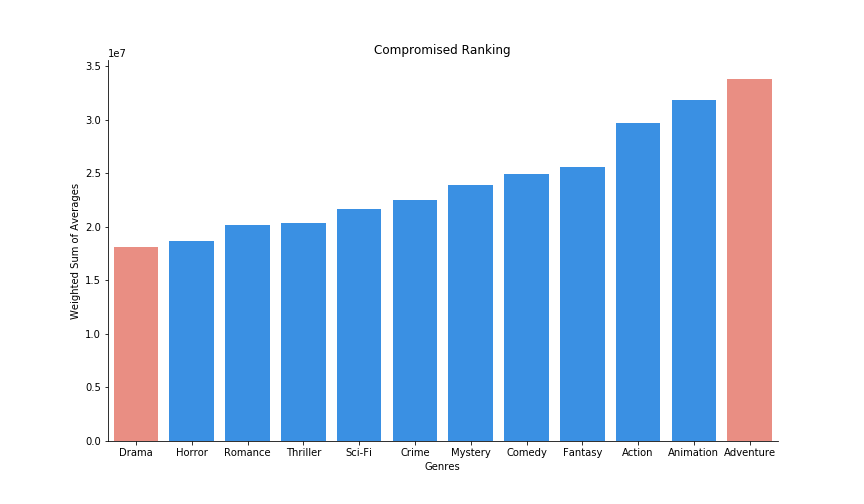 Compromised Ranking
1e7
3.5
3.0
2.5
2.0
1.5
1.0
0.5
0.0
Weighted Sum of Averages
Drama Horror Romance Thriller Sci-Fi Crime Mystery Comedy Fantasy Action Animation Adventure
Genres